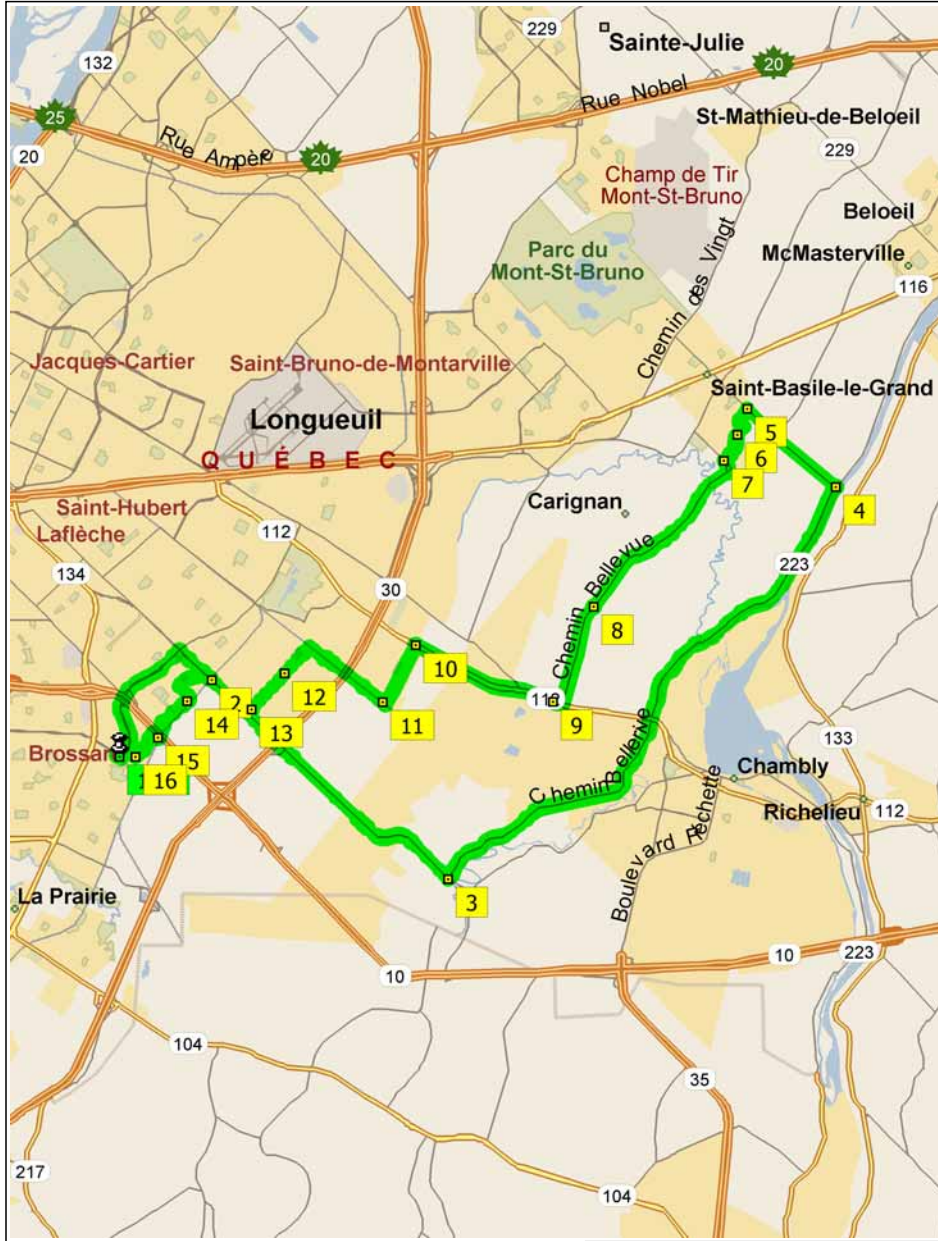 229
Sainte-Julie
132
20
Rue Nobel
25
St-Mathieu-de-Beloeil
Rue Ampère
20
20
229
Champ de Tir
Mont-St-Bruno
Beloeil
McMasterville
Parc du
Mont-St-Bruno
116
Chemin des Vingt
Jacques-Cartier
Saint-Bruno-de-Montarville
Saint-Basile-le-Grand
Longueuil
5
QUÉBEC
6
7
Carignan
4
Saint-Hubert
Laflèche
112
223
134
30
Chemin Bellevue
8
10
2
12
14
11
112
9
13
Brossard
15
16
133
Chemin Bellerive
Chambly
Richelieu
112
Boulevard Fréchette
La Prairie
3
10
10
223
104
35
217
104